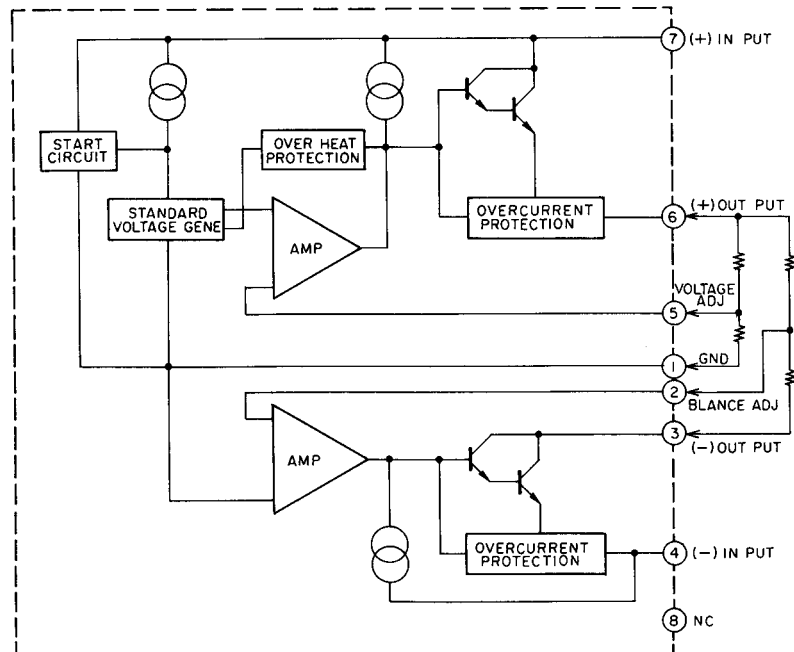 7 (+) IN PUT
START
CIRCUIT
OVER HEAT
PROTECTION
STANDARD
VOLTAGE GENE
OVERCURRENT
PROTECTION
6 (+) OUT PUT
AMP
VOLTAGE
ADJ
5
1 GND
2
BLANCE ADJ
3
(-) OUT PUT
AMP
OVERCURRENT
PROTECTION
4 (-) IN PUT
8 NC